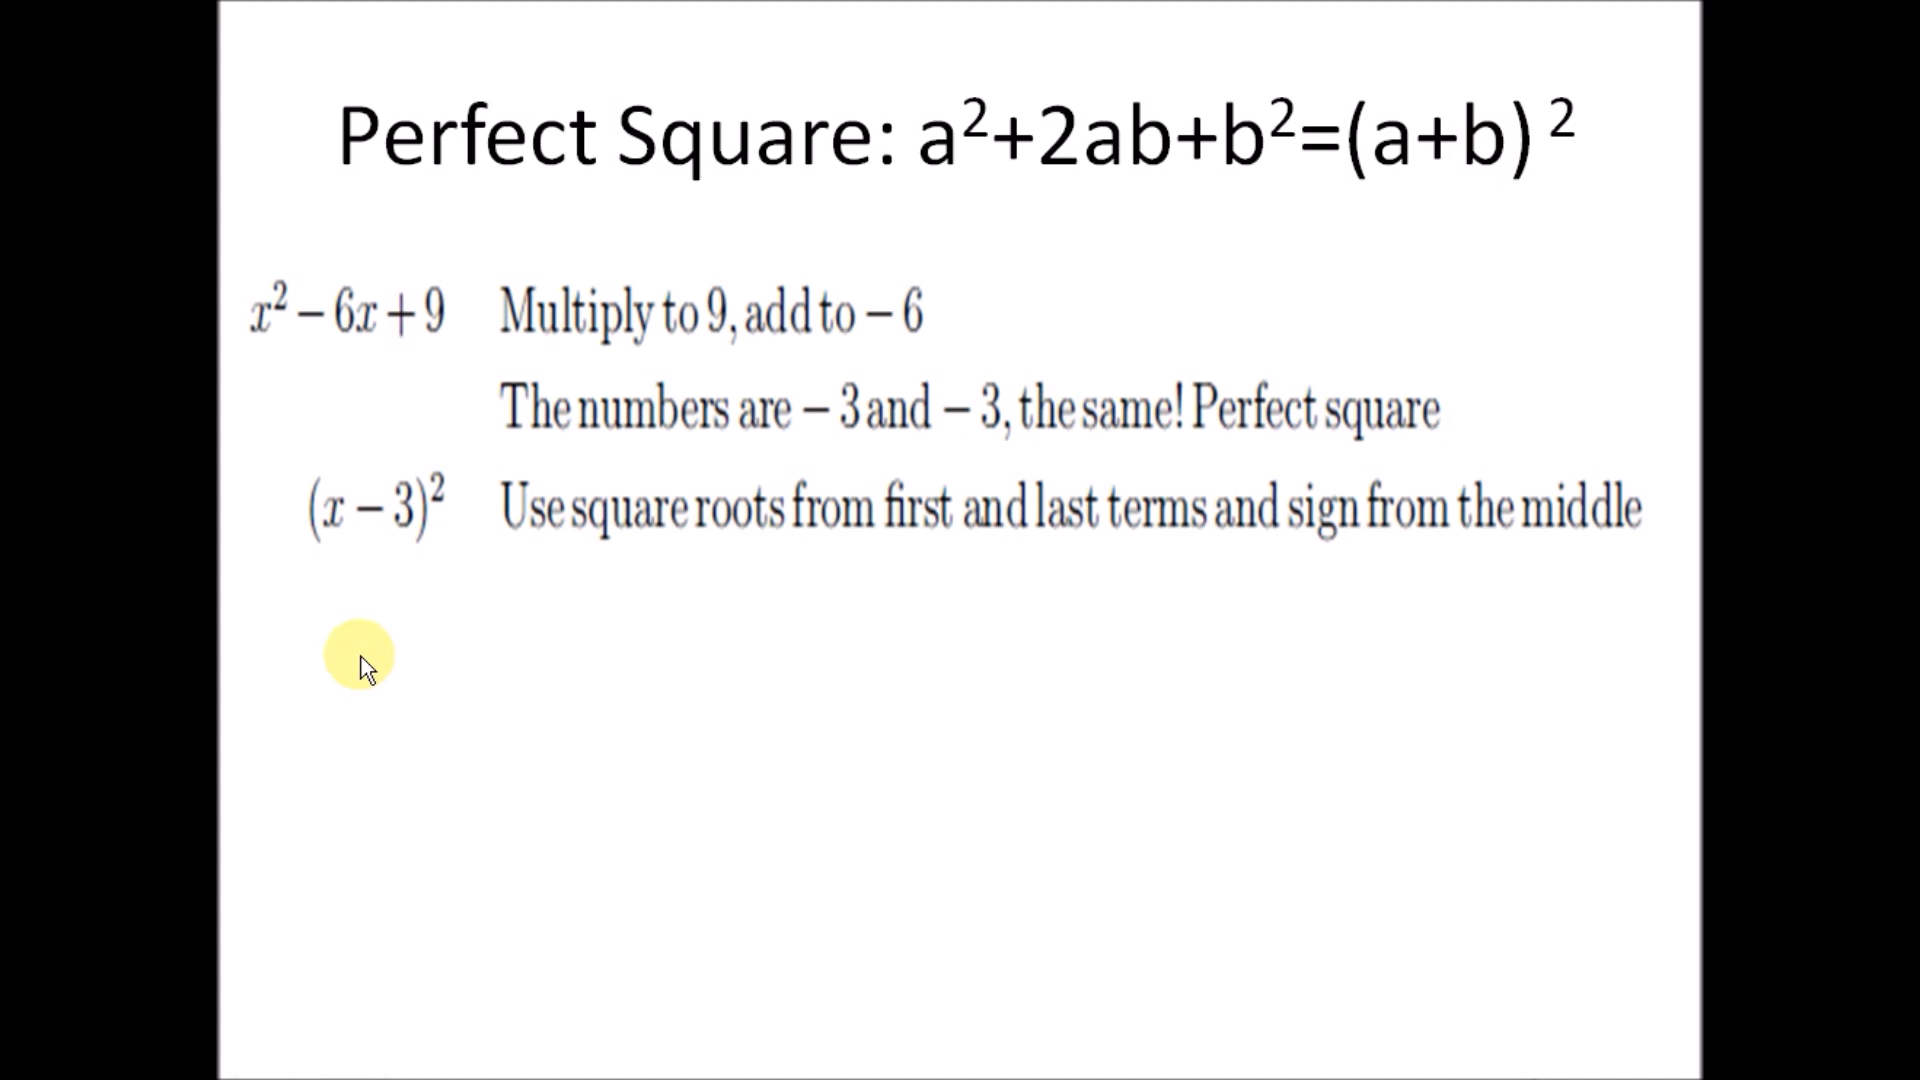 Perfect Square: a²+2ab+b²=(a+b) ²
x² − 6x + 9 Multiply to 9, add to − 6
The numbers are − 3 and − 3, the same! Perfect square
(x − 3)² Use square roots from first and last terms and sign from the middle